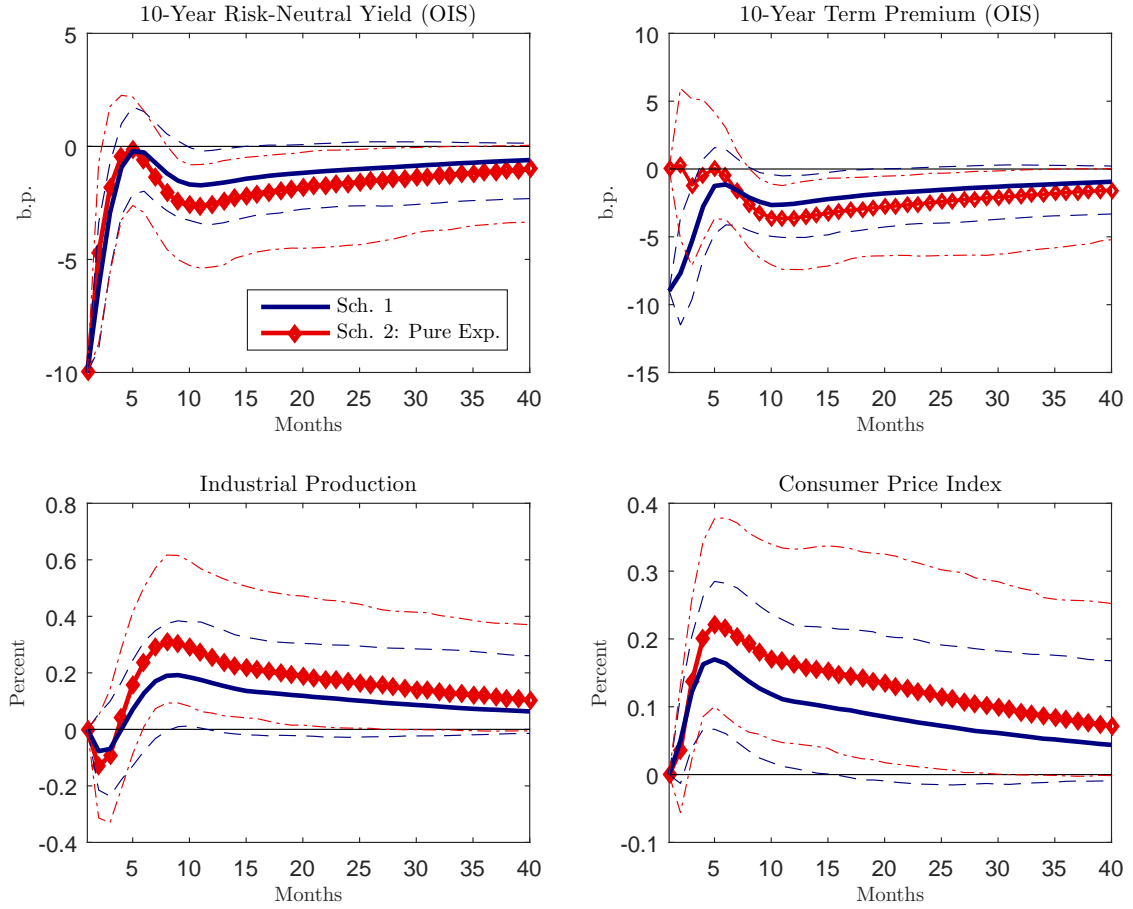 10-Year Risk-Neutral Yield (OIS)
5
0
-5
-10
b.p.
5 10 15 20 25 30 35 40
Months
Sch. 1
Sch. 2: Pure Exp.
10-Year Term Premium (OIS)
10
5
0
-5
-10
-15
b.p.
5 10 15 20 25 30 35 40
Months
Industrial Production
0.8
0.6
0.4
0.2
0
-0.2
-0.4
Percent
5 10 15 20 25 30 35 40
Months
Consumer Price Index
0.4
0.3
0.2
0.1
0
-0.1
Percent
5 10 15 20 25 30 35 40
Months